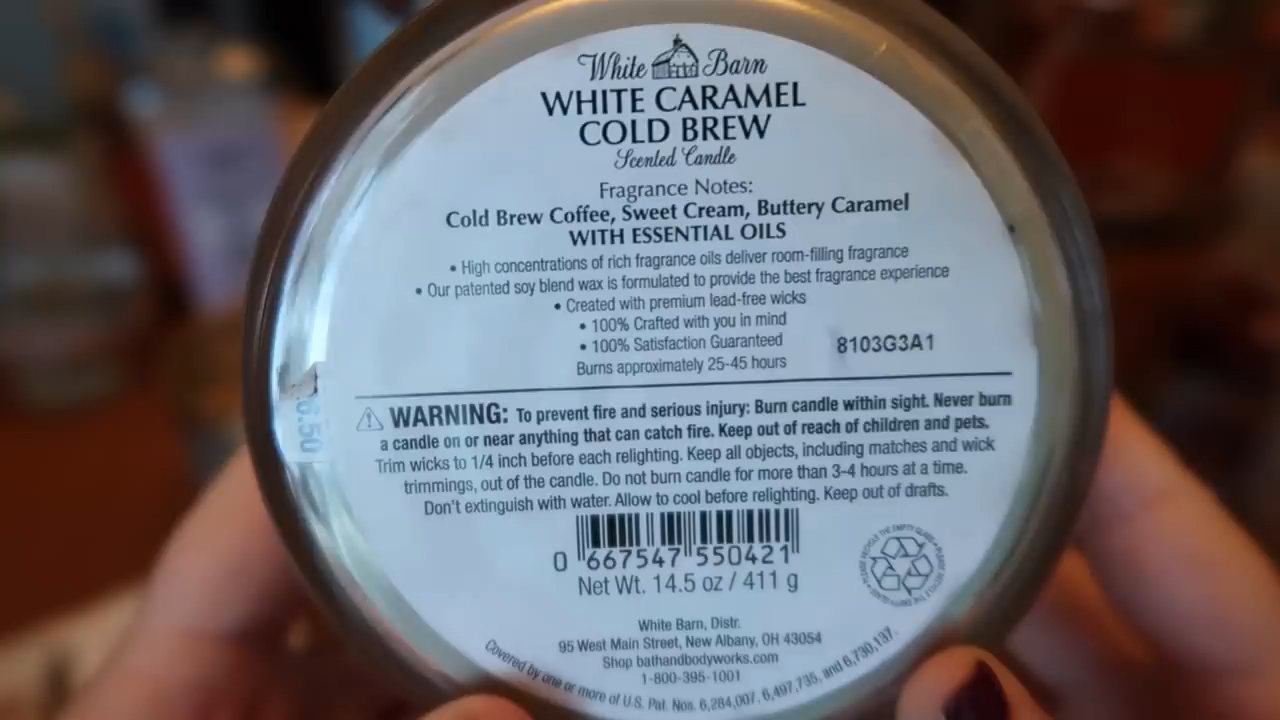 White Barn
WHITE CARAMEL
COLD BREW
Scented Candle
Fragrance Notes:
Cold Brew Coffee, Sweet Cream, Buttery Caramel
WITH ESSENTIAL OILS
• High concentrations of rich fragrance oils deliver room-filling fragrance
• Our patented soy blend wax is formulated to provide the best fragrance experience
• Created with premium lead-free wicks
• 100% Crafted with you in mind
• 100% Satisfaction Guaranteed
8103G3A1
Burns approximately 25-45 hours
WARNING: To prevent fire and serious injury: Burn candle within sight. Never burn
a candle on or near anything that can catch fire. Keep out of reach of children and pets.
Trim wicks to 1/4 inch before each relighting. Keep all objects, including matches and wick
trimmings, out of the candle. Do not burn candle for more than 3-4 hours at a time.
Don't extinguish with water. Allow to cool before relighting. Keep out of drafts.
0 667547 550421
Net Wt. 14.5 oz / 411 g
White Barn, Distr.
95 West Main Street, New Albany, OH 43054
Shop bathandbodyworks.com
1-800-395-1001
Covered by one or more of U.S. Pat. Nos. 6,284,007, 6,497,735, and 6,730,137.
6.50